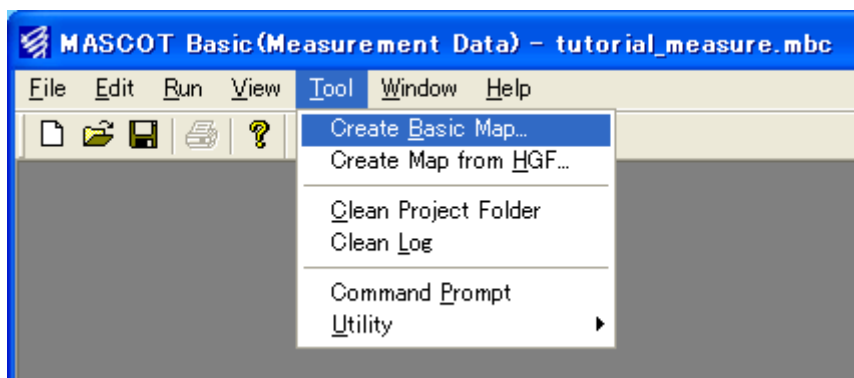 MASCOT Basic(Measurement Data) - tutorial_measure.mbc
File Edit Run View Tool Window Help
Create Basic Map...
Create Map from HGF...
Clean Project Folder
Clean Log
Command Prompt
Utility